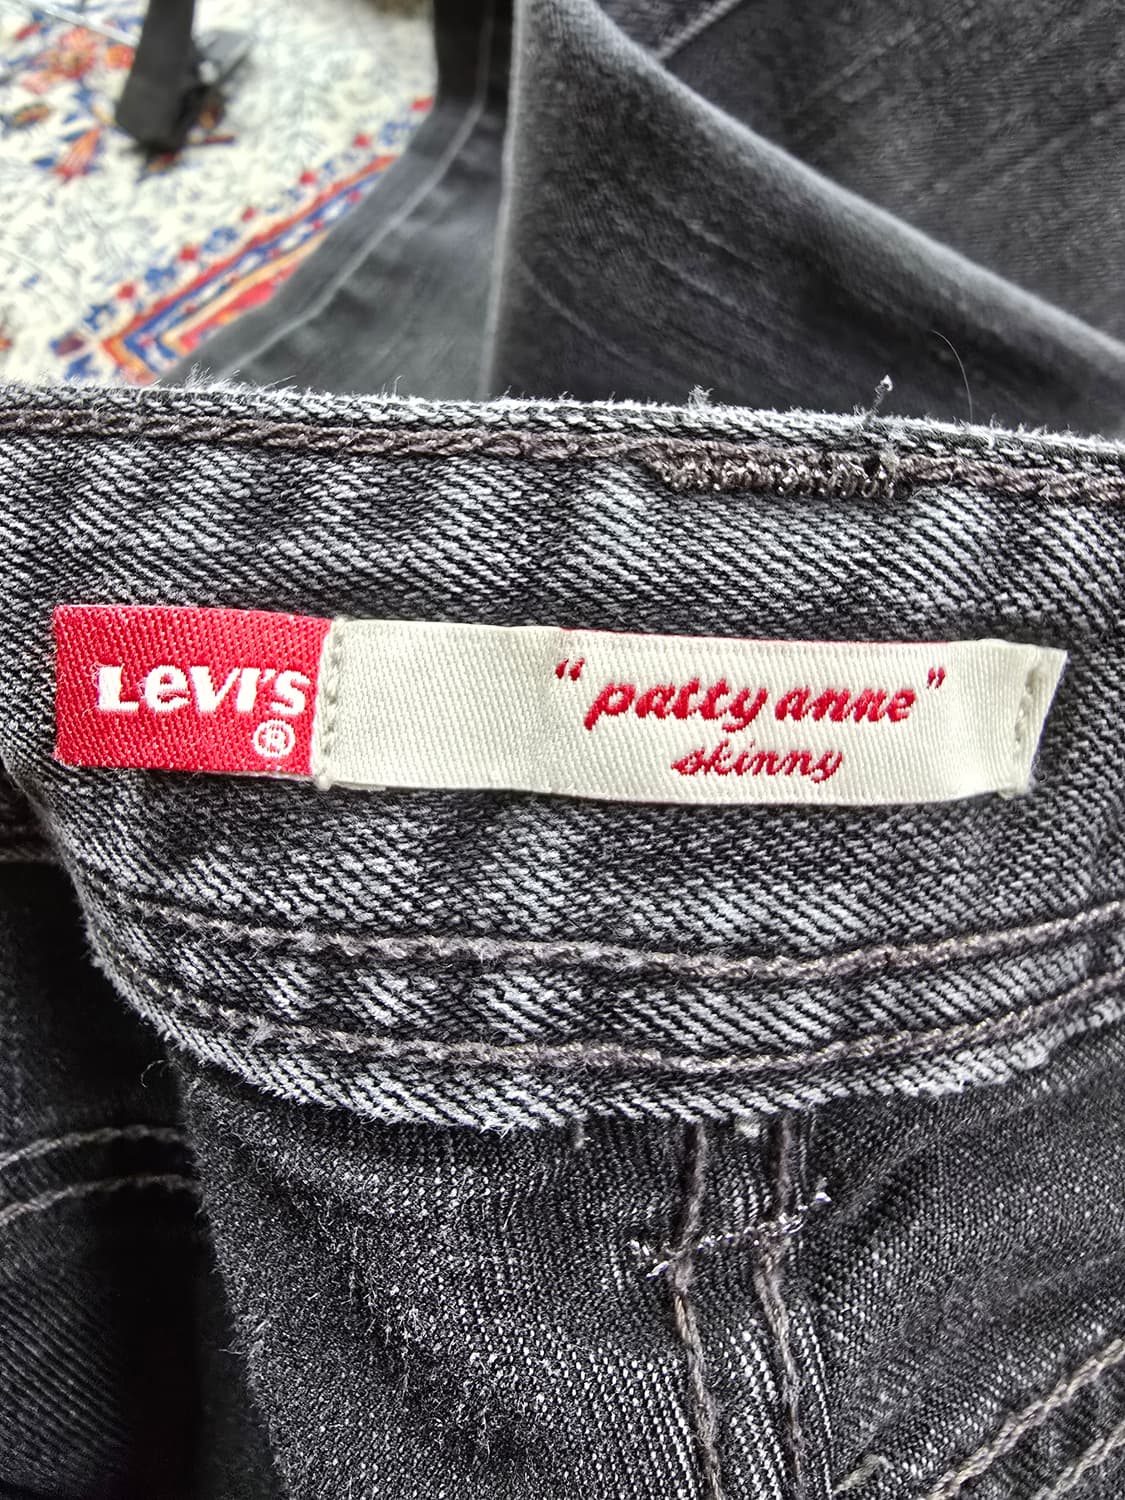 Levi's
®
“patty anne”
skinny